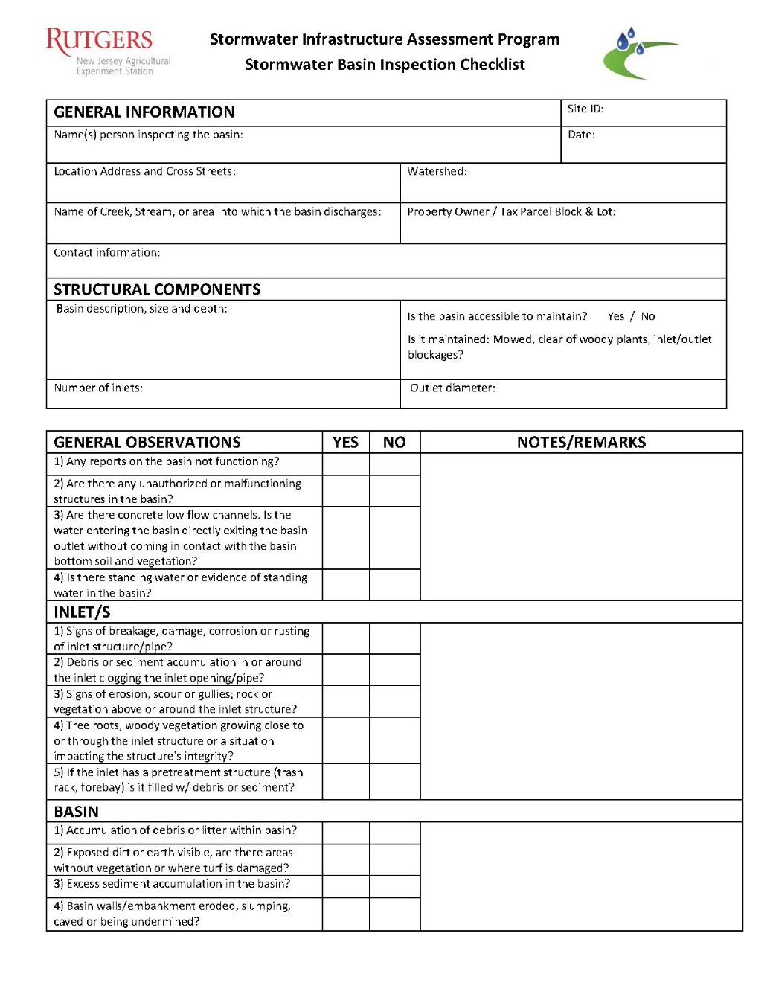 RUTGERS
New Jersey Agricultural
Experiment Station
Stormwater Infrastructure Assessment Program
Stormwater Basin Inspection Checklist
GENERAL INFORMATION
Site ID:
Name(s) person inspecting the basin:
Date:
Location Address and Cross Streets:
Watershed:
Name of Creek, Stream, or area into which the basin discharges:
Property Owner / Tax Parcel Block & Lot:
Contact information:
STRUCTURAL COMPONENTS
Basin description, size and depth:
Is the basin accessible to maintain? Yes / No
Is it maintained: Mowed, clear of woody plants, inlet/outlet
blockages?
Number of inlets:
Outlet diameter:
GENERAL OBSERVATIONS YES NO NOTES/REMARKS
1) Any reports on the basin not functioning?
2) Are there any unauthorized or malfunctioning
structures in the basin?
3) Are there concrete low flow channels. Is the
water entering the basin directly exiting the basin
outlet without coming in contact with the basin
bottom soil and vegetation?
4) Is there standing water or evidence of standing
water in the basin?
INLET/S
1) Signs of breakage, damage, corrosion or rusting
of inlet structure/pipe?
2) Debris or sediment accumulation in or around
the inlet clogging the inlet opening/pipe?
3) Signs of erosion, scour or gullies; rock or
vegetation above or around the inlet structure?
4) Tree roots, woody vegetation growing close to
or through the inlet structure or a situation
impacting the structure's integrity?
5) If the inlet has a pretreatment structure (trash
rack, forebay) is it filled w/ debris or sediment?
BASIN
1) Accumulation of debris or litter within basin?
2) Exposed dirt or earth visible, are there areas
without vegetation or where turf is damaged?
3) Excess sediment accumulation in the basin?
4) Basin walls/embankment eroded, slumping,
caved or being undermined?